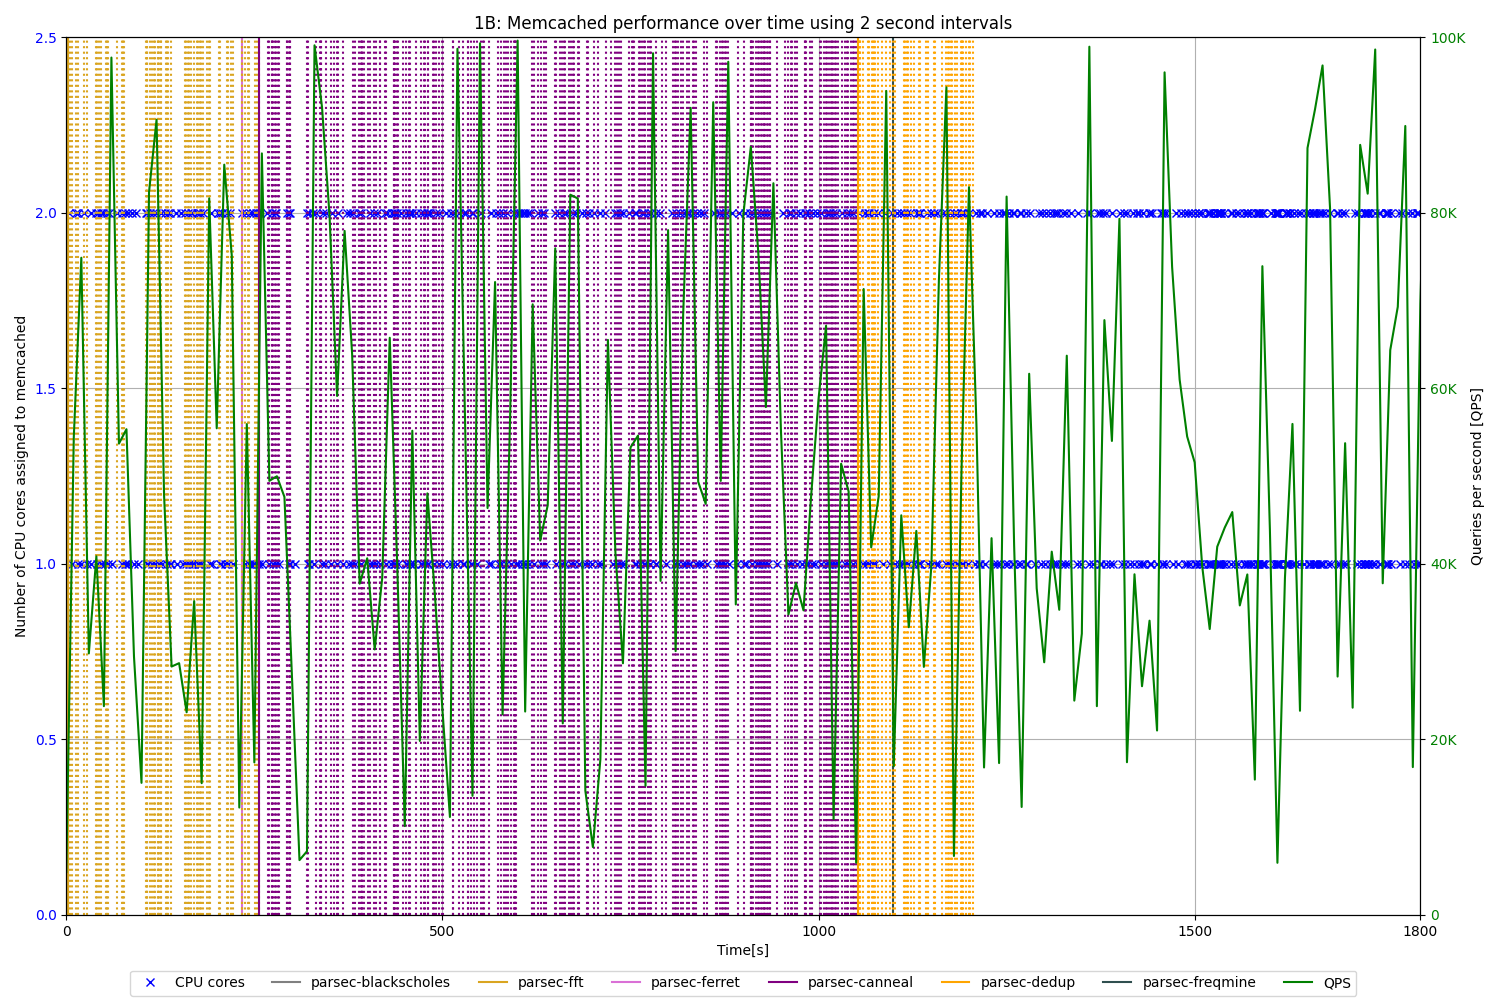 1B: Memcached performance over time using 2 second intervals
2.5
2.0
1.5
1.0
0.5
0.0
Number of CPU cores assigned to memcached
100K
80K
60K
40K
20K
0
Queries per second [QPS]
0 500 1000 1500 1800
Time[s]
CPU cores parsec-blackscholes parsec-fft parsec-ferret parsec-canneal parsec-dedup parsec-freqmine QPS